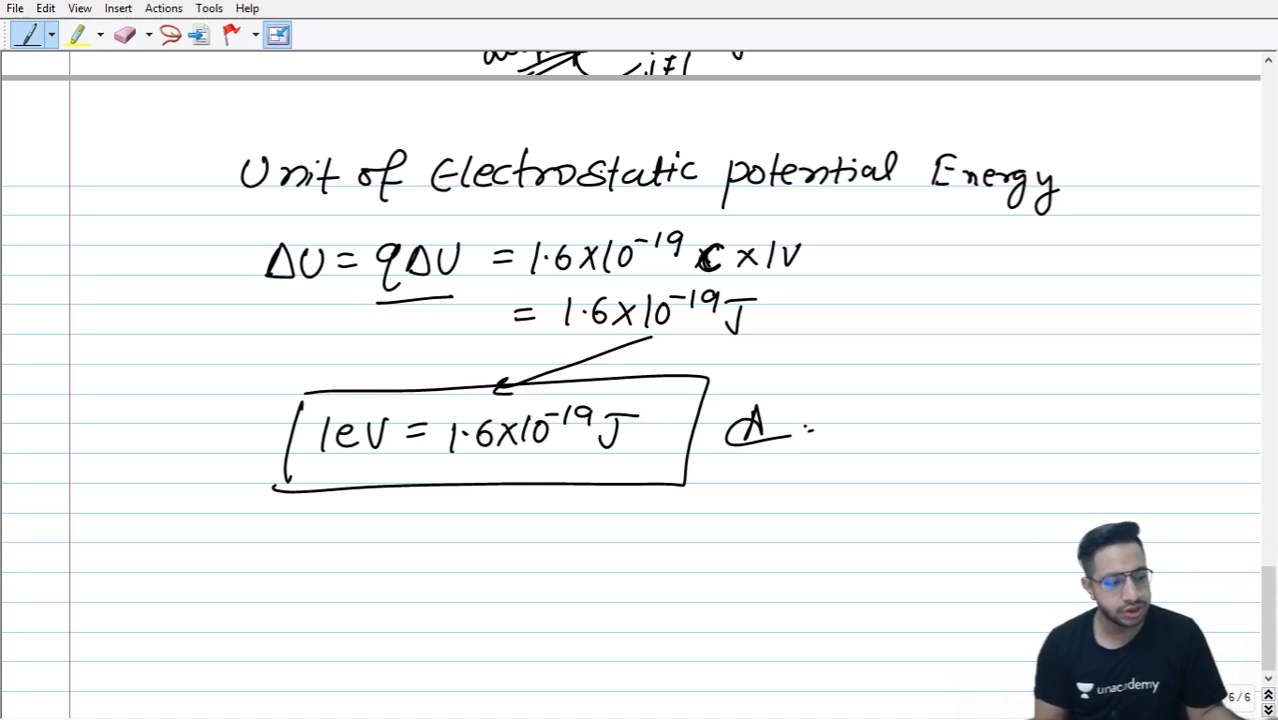 File Edit View Insert Actions Tools Help
Unit of Electrostatic potential Energy
ΔU = qΔU = 1.6×10⁻¹⁹ C × 1V
= 1.6×10⁻¹⁹ J
1eV = 1.6×10⁻¹⁹ J
unacademy
6/6